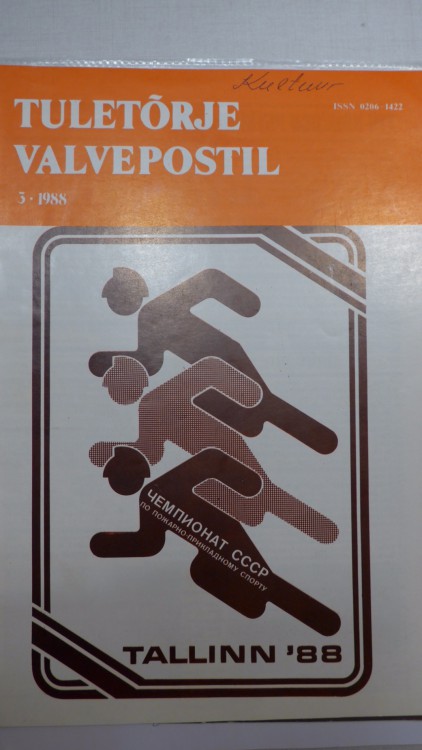 Kultuur
ISSN 0206-1422
TULETÕRJE
VALVEPOSTIL
3 · 1988
ЧЕМПИОНАТ СССР
ПО ПОЖАРНО-ПРИКЛАДНОМУ СПОРТУ
TALLINN '88